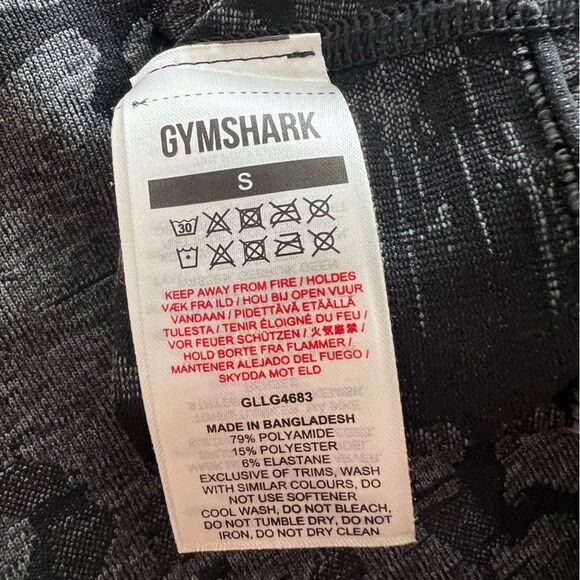 GYMSHARK
S
30
KEEP AWAY FROM FIRE / HOLDES
VÆK FRA ILD / HOU BIJ OPEN VUUR
VANDAAN / PIDETTÄVÄ ETÄÄLLÄ
TULESTA / TENIR ÉLOIGNÉ DU FEU /
VOR FEUER SCHÜTZEN / 火気厳禁 /
HOLD BORTE FRA FLAMMER /
MANTENER ALEJADO DEL FUEGO /
SKYDDA MOT ELD
GLLG4683
MADE IN BANGLADESH
79% POLYAMIDE
15% POLYESTER
6% ELASTANE
EXCLUSIVE OF TRIMS, WASH
WITH SIMILAR COLOURS, DO
NOT USE SOFTENER
COOL WASH, DO NOT BLEACH,
DO NOT TUMBLE DRY, DO NOT
IRON, DO NOT DRY CLEAN